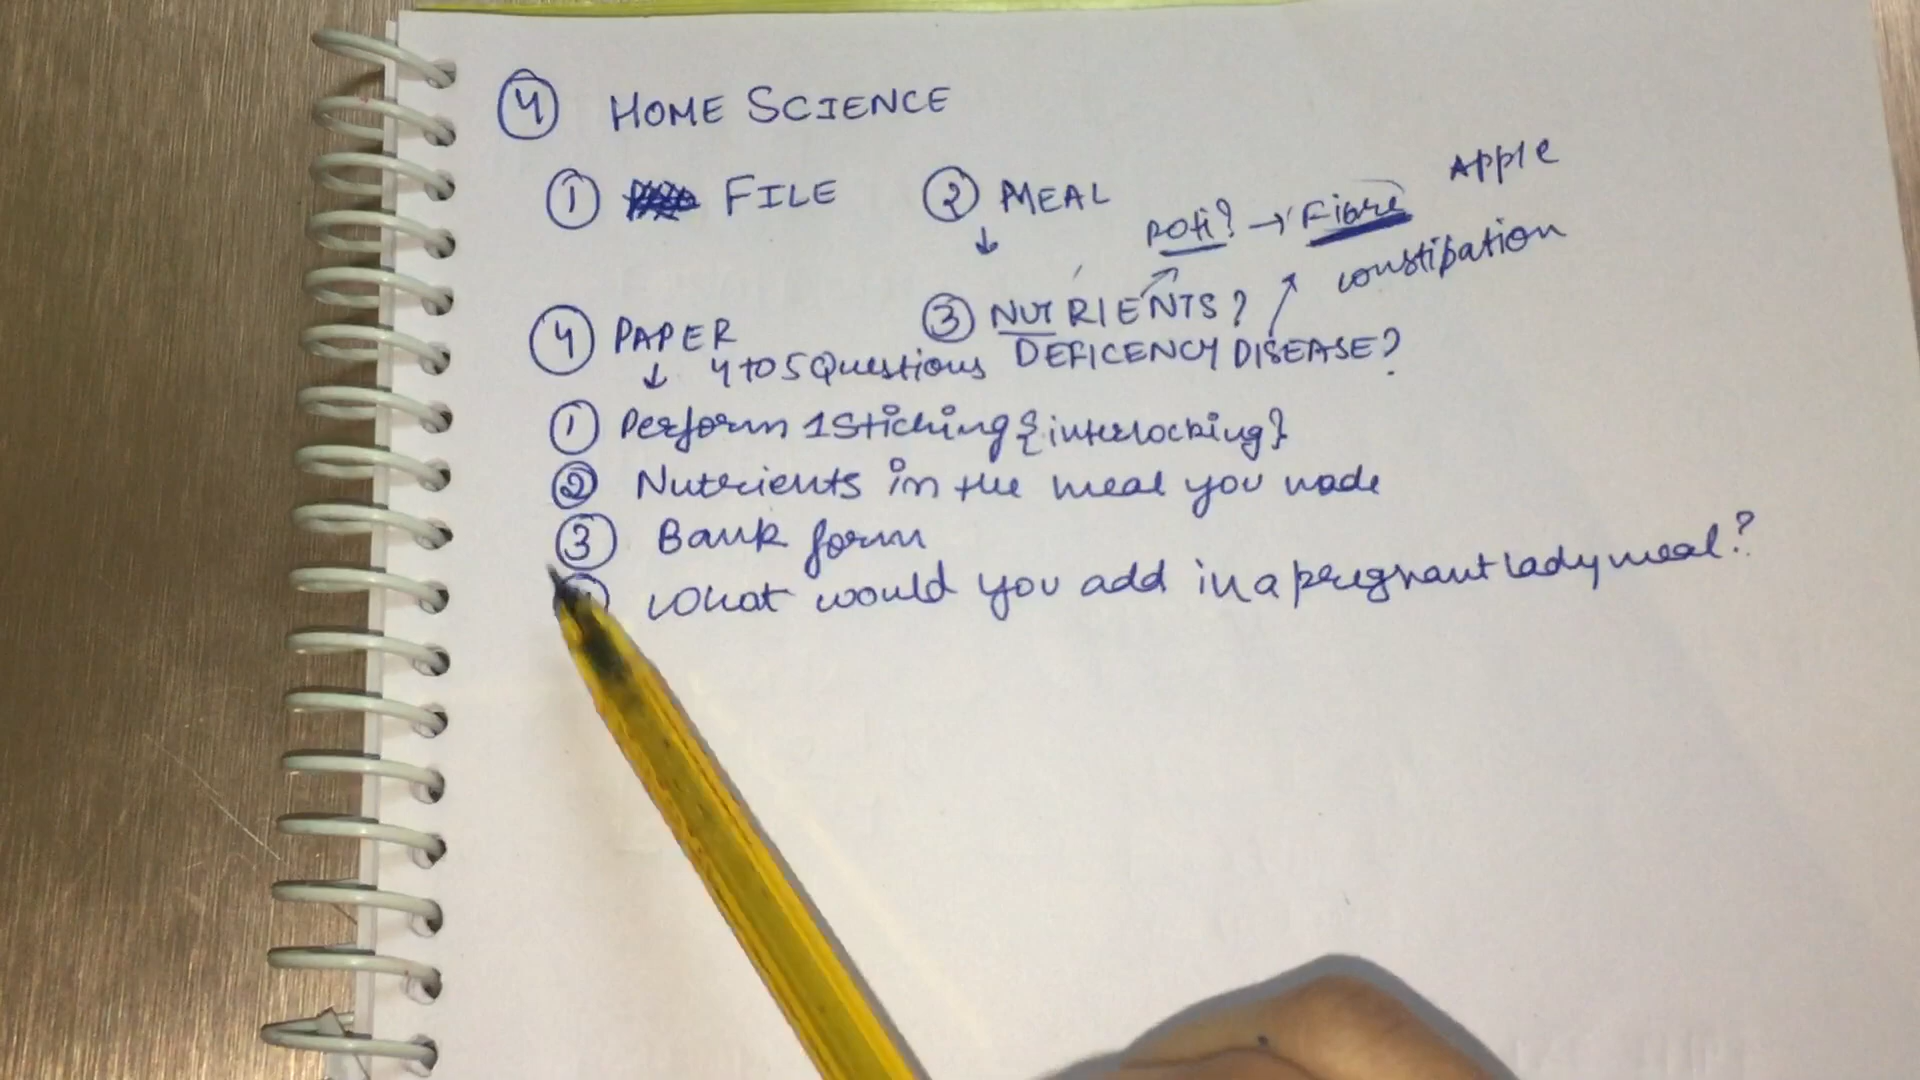 4 HOME SCIENCE
1 FILE
2 MEAL
ROTI? → Fibre
Apple
constipation
3 NUTRIENTS?
DEFICENCY DISEASE?
4 PAPER
↓ 4 to 5 Questions
1 Perform 1 Stiching {interlocking}
2 Nutrients in the meal you made
3 Bank form
What would you add in a pregnant lady meal?